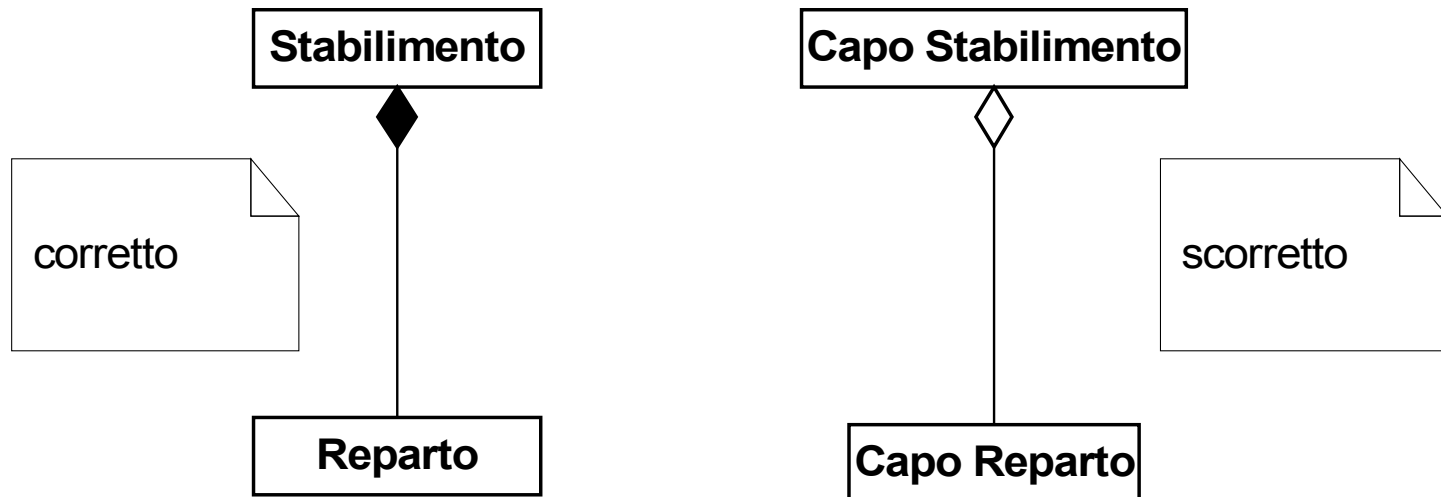 Stabilimento
Capo Stabilimento
corretto
scorretto
Reparto
Capo Reparto